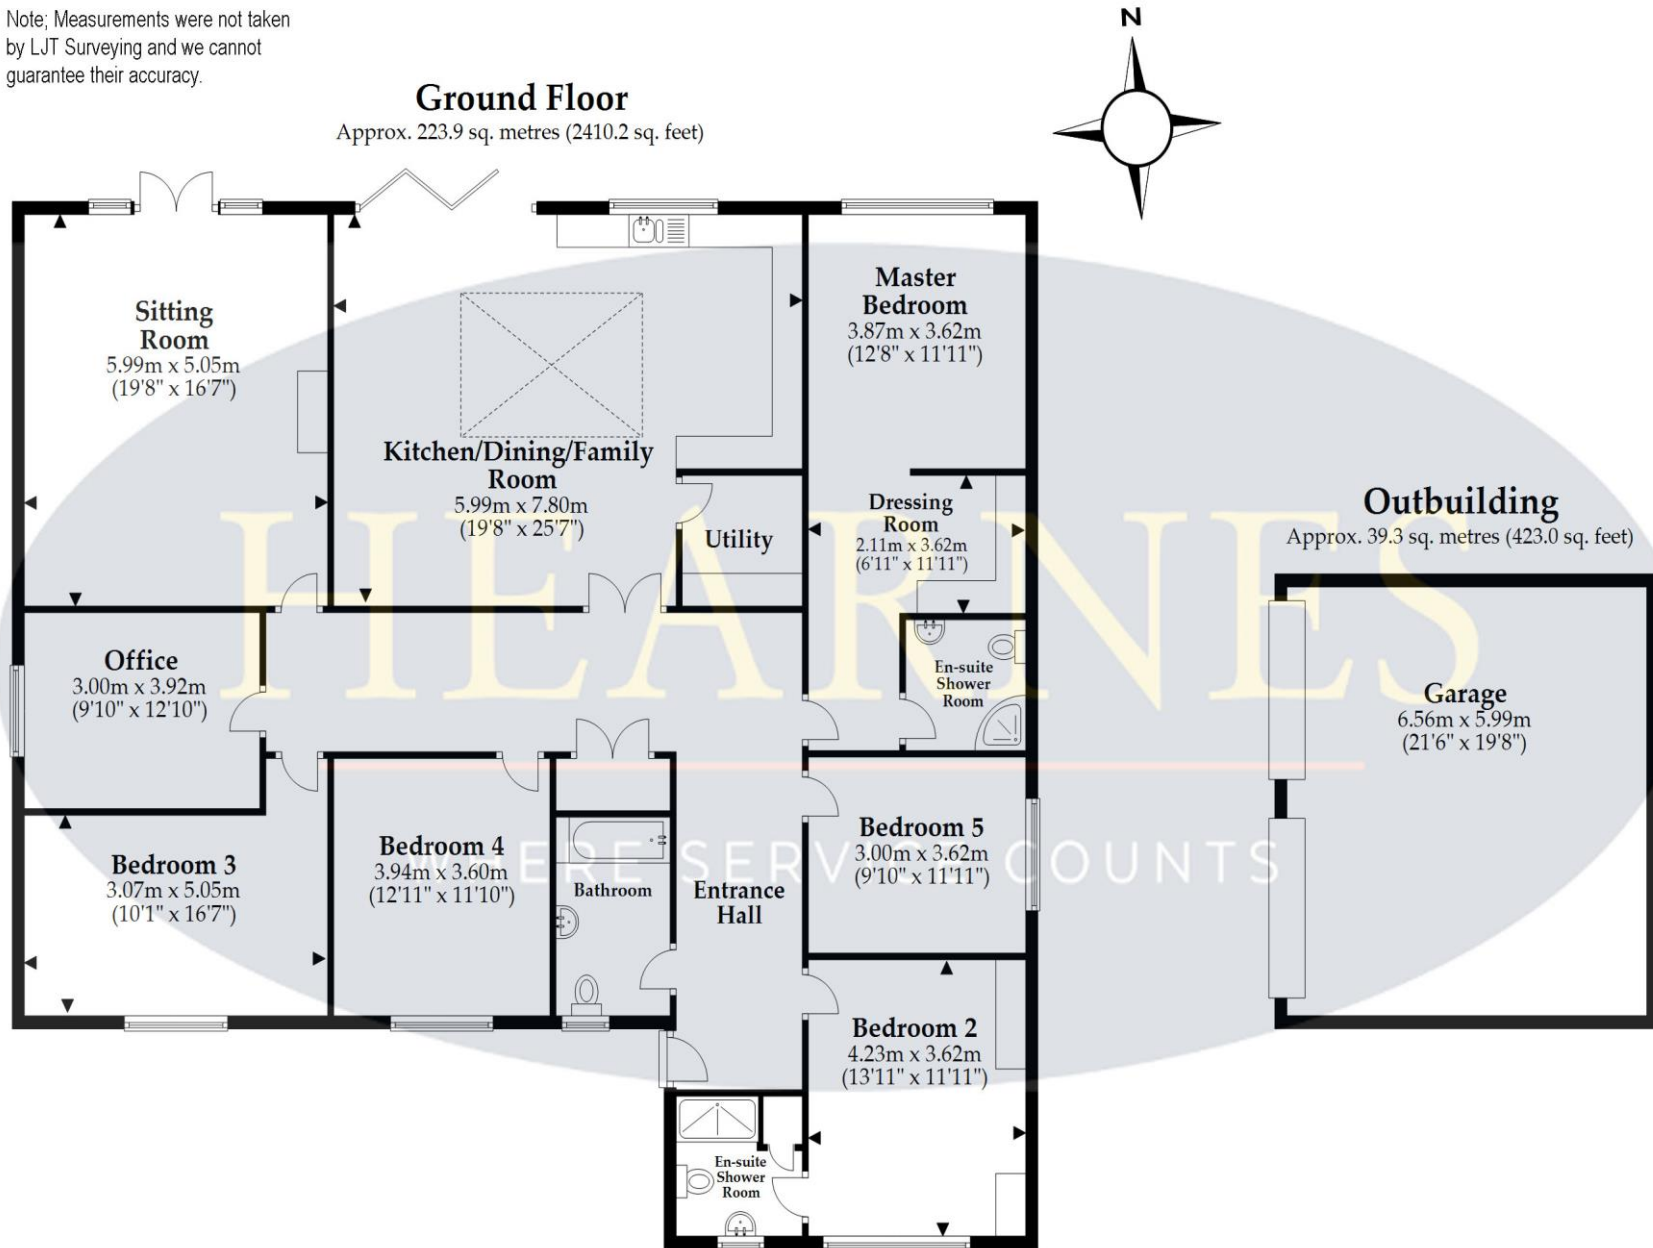 Note; Measurements were not taken
by LJT Surveying and we cannot
guarantee their accuracy.
N
Ground Floor
Approx. 223.9 sq. metres (2410.2 sq. feet)
Sitting
Room
5.99m x 5.05m
(19'8" x 16'7")
Kitchen/Dining/Family
Room
5.99m x 7.80m
(19'8" x 25'7")
Master
Bedroom
3.87m x 3.62m
(12'8" x 11'11")
Utility
Dressing
Room
2.11m x 3.62m
(6'11" x 11'11")
Outbuilding
Approx. 39.3 sq. metres (423.0 sq. feet)
HEARNES
Office
3.00m x 3.92m
(9'10" x 12'10")
En-suite
Shower
Room
Garage
6.56m x 5.99m
(21'6" x 19'8")
Bedroom 3
3.07m x 5.05m
(10'1" x 16'7")
Bedroom 4
3.94m x 3.60m
(12'11" x 11'10")
Bathroom
Entrance
Hall
Bedroom 5
3.00m x 3.62m
(9'10" x 11'11")
WHERE SERVICE COUNTS
Bedroom 2
4.23m x 3.62m
(13'11" x 11'11")
En-suite
Shower
Room